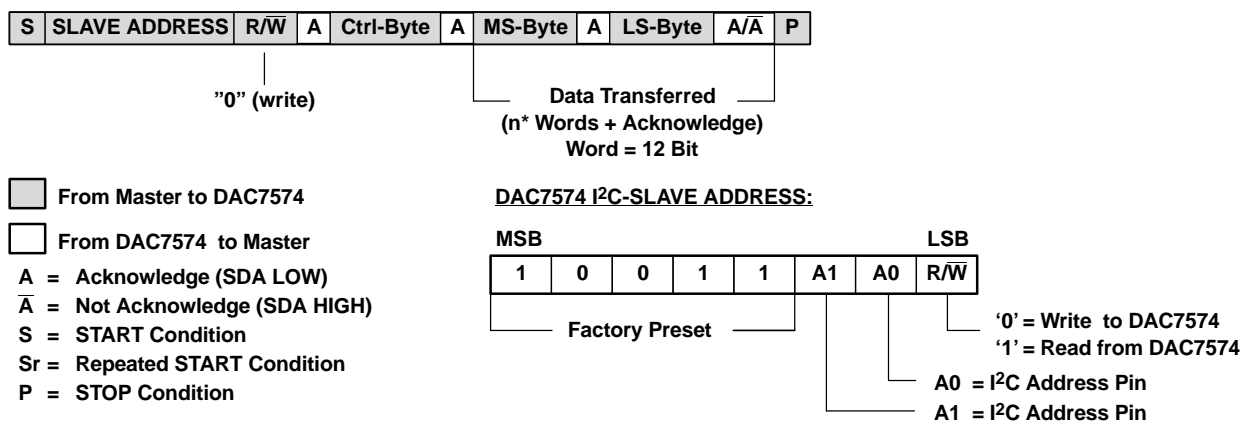 S SLAVE ADDRESS R/W̅ A Ctrl-Byte A MS-Byte A LS-Byte A/A̅ P
”0” (write)
Data Transferred
(n* Words + Acknowledge)
Word = 12 Bit
From Master to DAC7574
From DAC7574 to Master
A = Acknowledge (SDA LOW)
A̅ = Not Acknowledge (SDA HIGH)
S = START Condition
Sr = Repeated START Condition
P = STOP Condition
DAC7574 I²C-SLAVE ADDRESS:
MSB LSB
1 0 0 1 1 A1 A0 R/W̅
Factory Preset
‘0’ = Write to DAC7574
‘1’ = Read from DAC7574
A0 = I²C Address Pin
A1 = I²C Address Pin